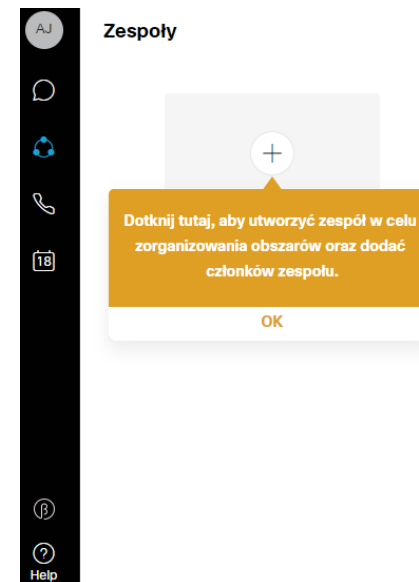 AJ
Zespoły
18
Dotknij tutaj, aby utworzyć zespół w celu
zorganizowania obszarów oraz dodać
członków zespołu.
OK
β
?
Help